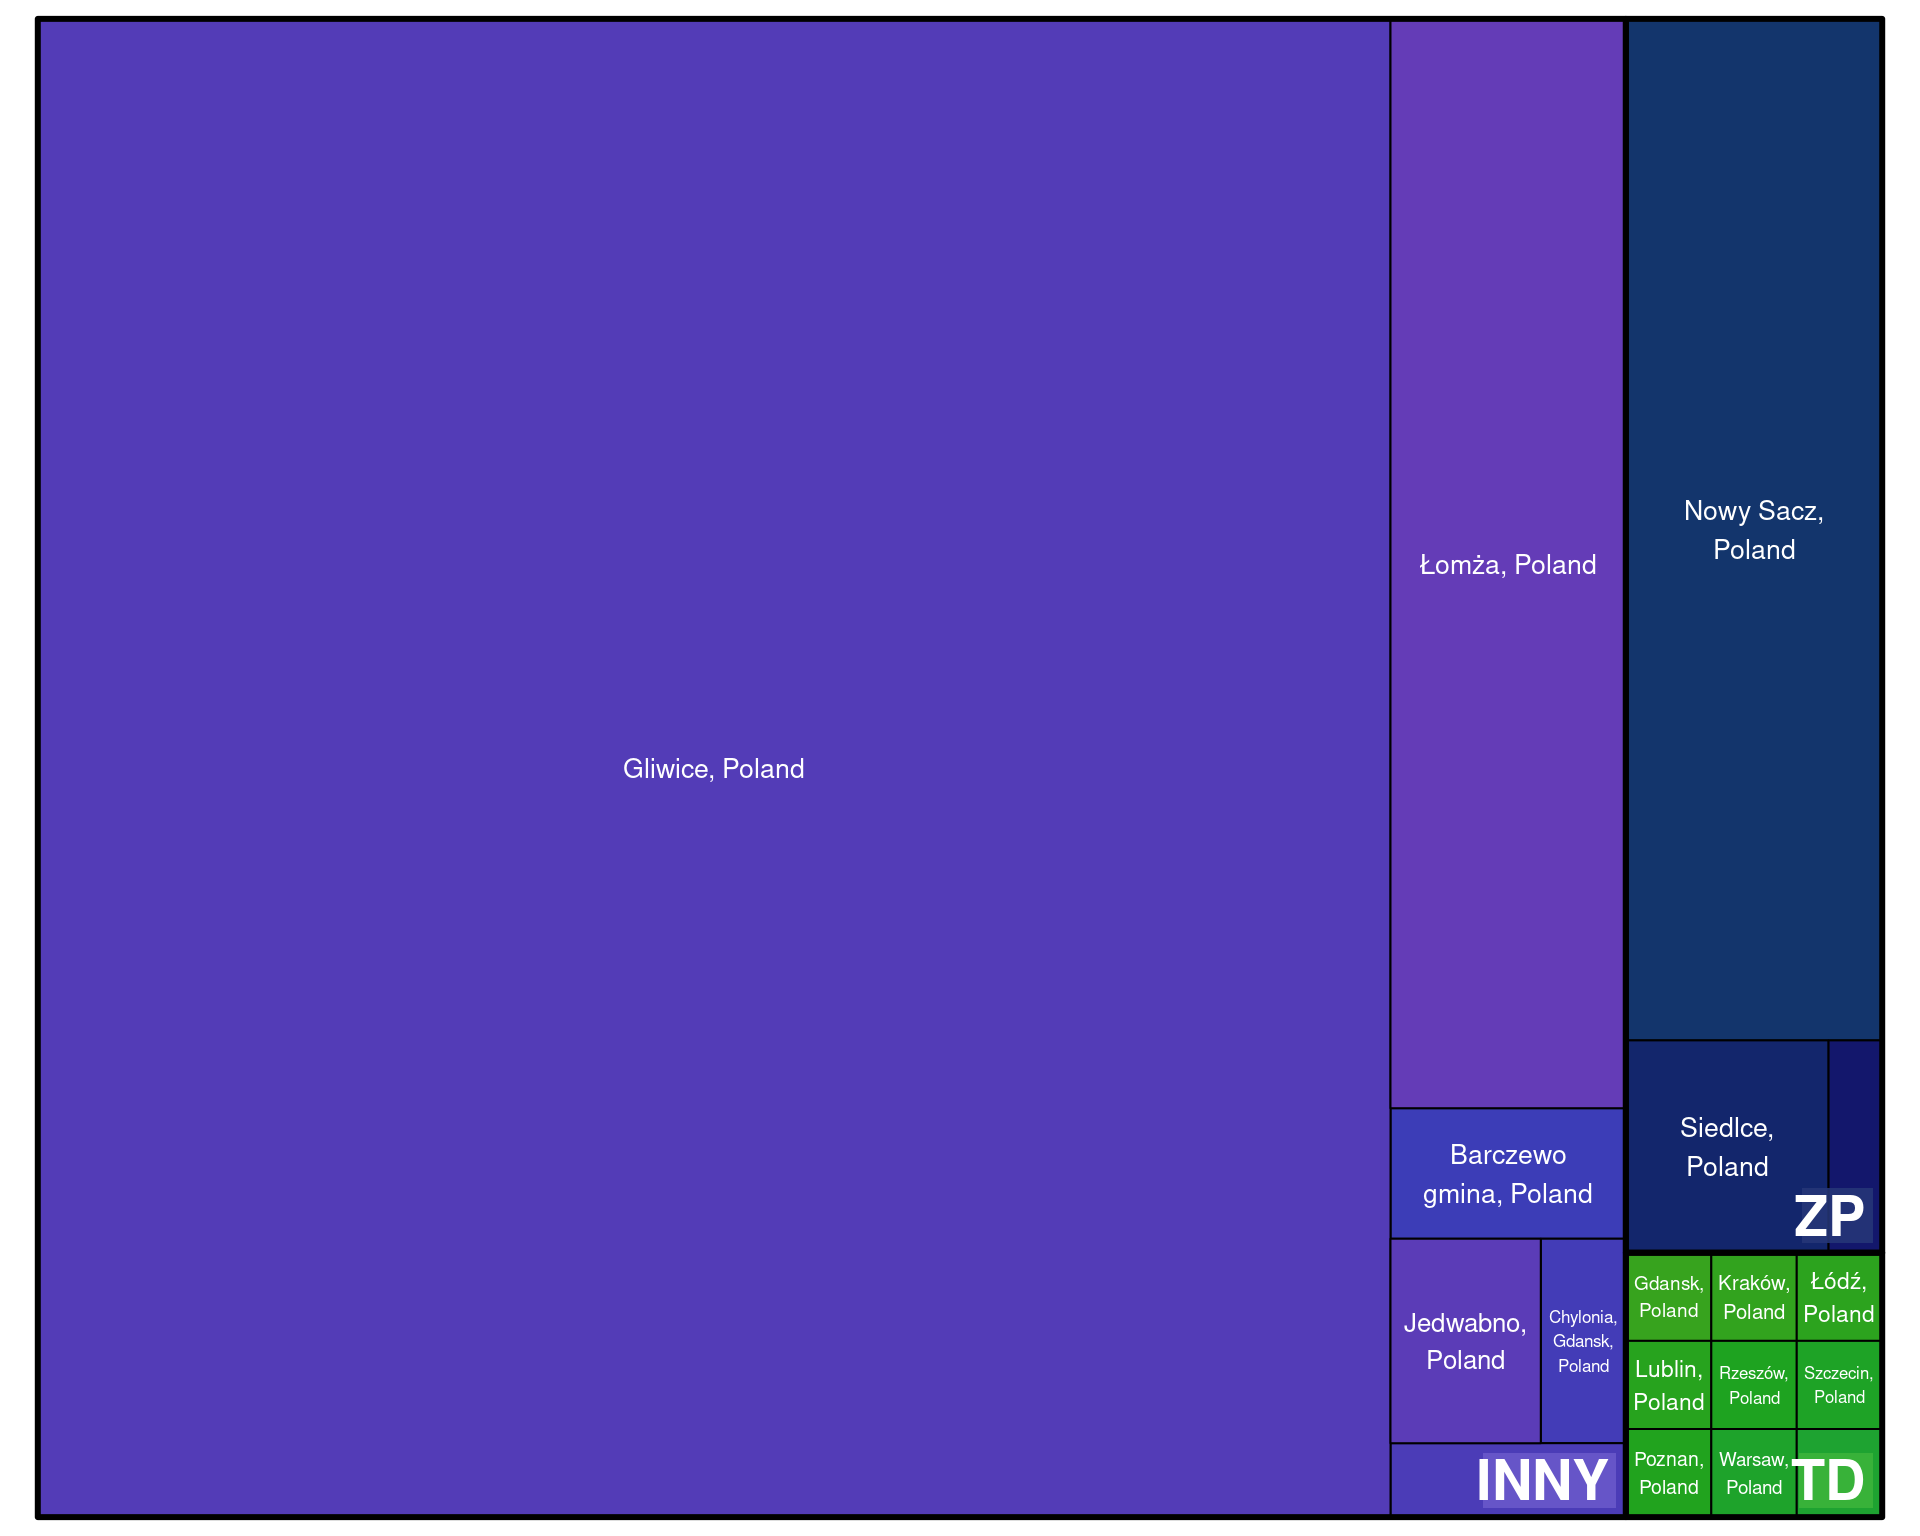 Gliwice, Poland
Łomża, Poland
Barczewo
gmina, Poland
Jedwabno,
Poland
Chylonia,
Gdansk,
Poland
INNY
Nowy Sacz,
Poland
Siedlce,
Poland
ZP
Gdansk,
Poland
Kraków,
Poland
Łódź,
Poland
Lublin,
Poland
Rzeszów,
Poland
Szczecin,
Poland
Poznan,
Poland
Warsaw,
Poland
TD